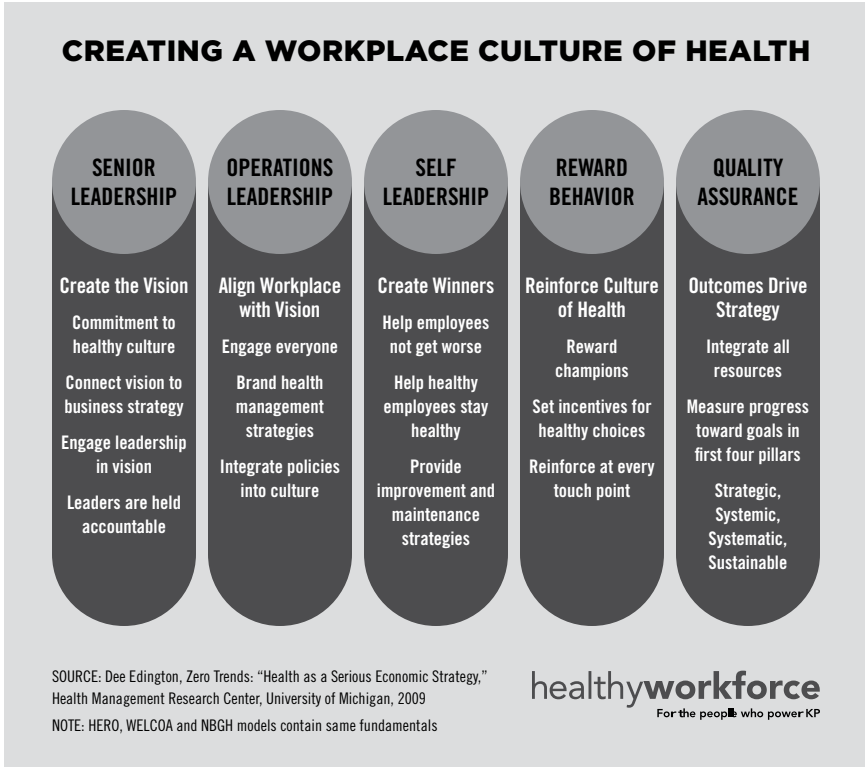 CREATING A WORKPLACE CULTURE OF HEALTH
SENIOR
LEADERSHIP
Create the Vision
Commitment to
healthy culture
Connect vision to
business strategy
Engage leadership
in vision
Leaders are held
accountable
OPERATIONS
LEADERSHIP
Align Workplace
with Vision
Engage everyone
Brand health
management
strategies
Integrate policies
into culture
SELF
LEADERSHIP
Create Winners
Help employees
not get worse
Help healthy
employees stay
healthy
Provide
improvement and
maintenance
strategies
REWARD
BEHAVIOR
Reinforce Culture
of Health
Reward
champions
Set incentives for
healthy choices
Reinforce at every
touch point
QUALITY
ASSURANCE
Outcomes Drive
Strategy
Integrate all
resources
Measure progress
toward goals in
first four pillars
Strategic,
Systemic,
Systematic,
Sustainable
SOURCE: Dee Edington, Zero Trends: “Health as a Serious Economic Strategy,”
Health Management Research Center, University of Michigan, 2009
NOTE: HERO, WELCOA and NBGH models contain same fundamentals
healthyworkforce
For the people who power KP